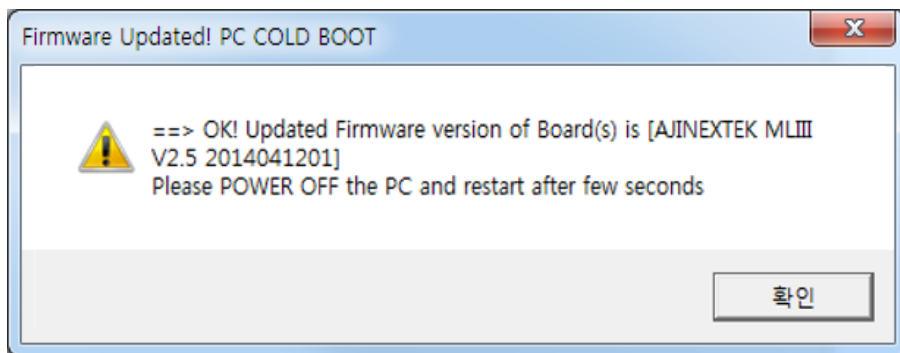 Firmware Updated! PC COLD BOOT
==> OK! Updated Firmware version of Board(s) is [AJINEXTEK MLIII
V2.5 2014041201]
Please POWER OFF the PC and restart after few seconds
확인